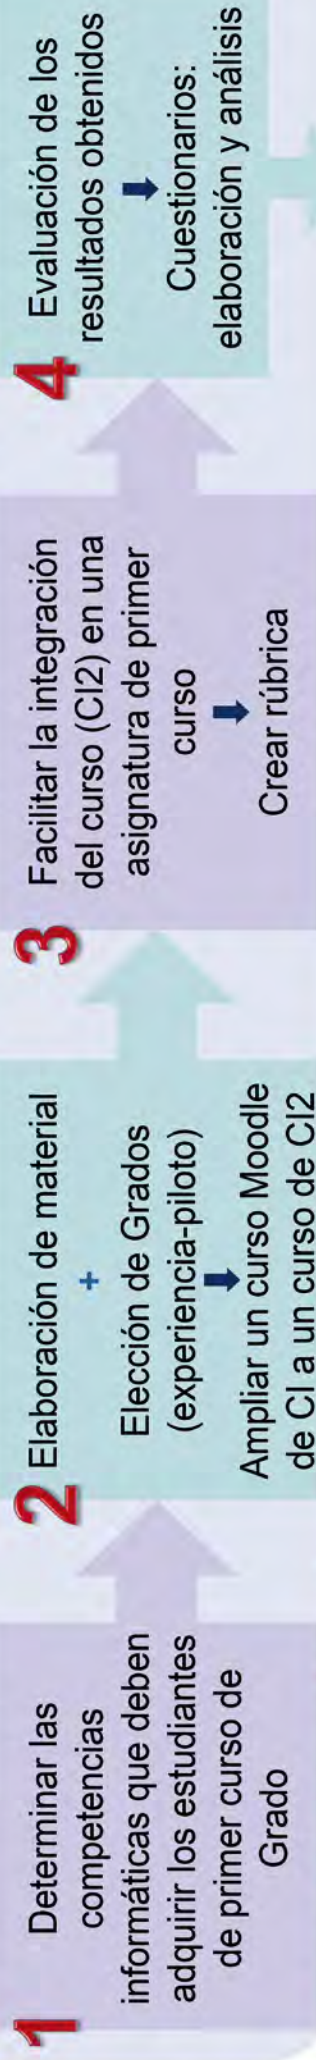 1
Determinar las
competencias
informáticas que deben
adquirir los estudiantes
de primer curso de
Grado
2
Elaboración de material
+
Elección de Grados
(experiencia-piloto)
Ampliar un curso Moodle
de CI a un curso de CI2
3
Facilitar la integración
del curso (CI2) en una
asignatura de primer
curso
Crear rúbrica
4
Evaluación de los
resultados obtenidos
Cuestionarios:
elaboración y análisis